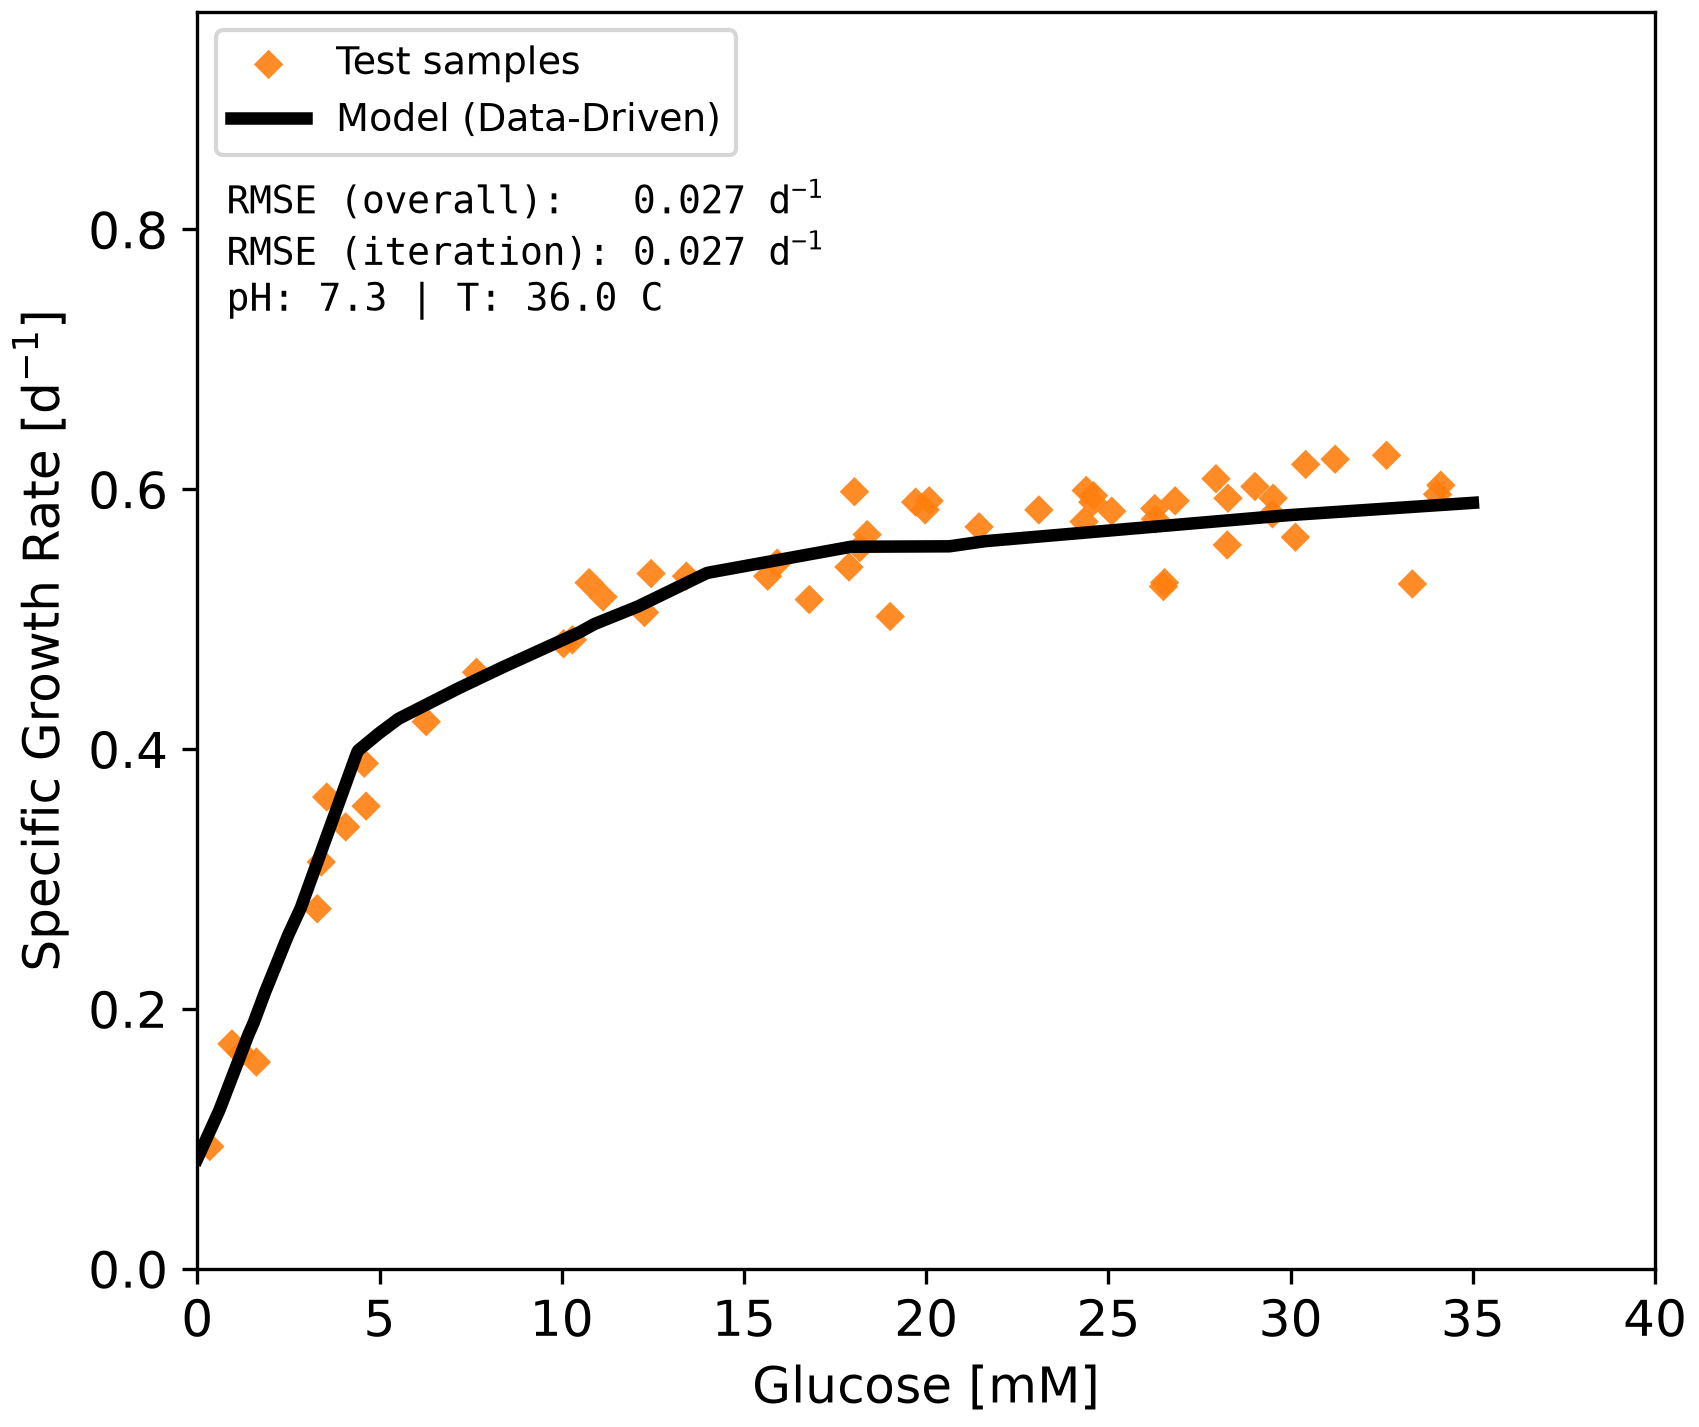 Test samples
Model (Data-Driven)
RMSE (overall):   0.027 d⁻¹
RMSE (iteration): 0.027 d⁻¹
pH: 7.3 | T: 36.0 C
Specific Growth Rate [d⁻¹]
0.8
0.6
0.4
0.2
0.0
0 5 10 15 20 25 30 35 40
Glucose [mM]